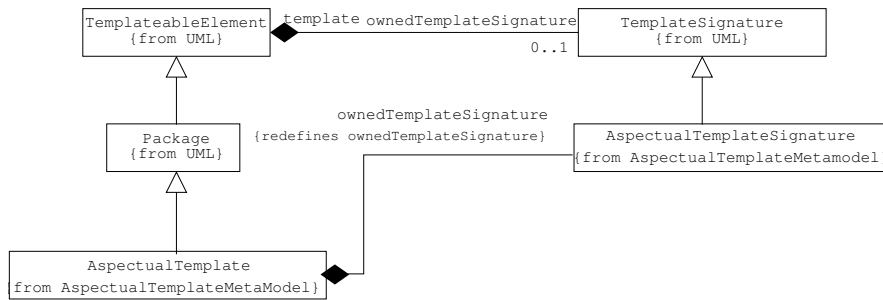 TemplateableElement
{from UML}
template
ownedTemplateSignature
0..1
TemplateSignature
{from UML}
ownedTemplateSignature
{redefines ownedTemplateSignature}
Package
{from UML}
AspectualTemplateSignature
{from AspectualTemplateMetamodel}
AspectualTemplate
{from AspectualTemplateMetaModel}